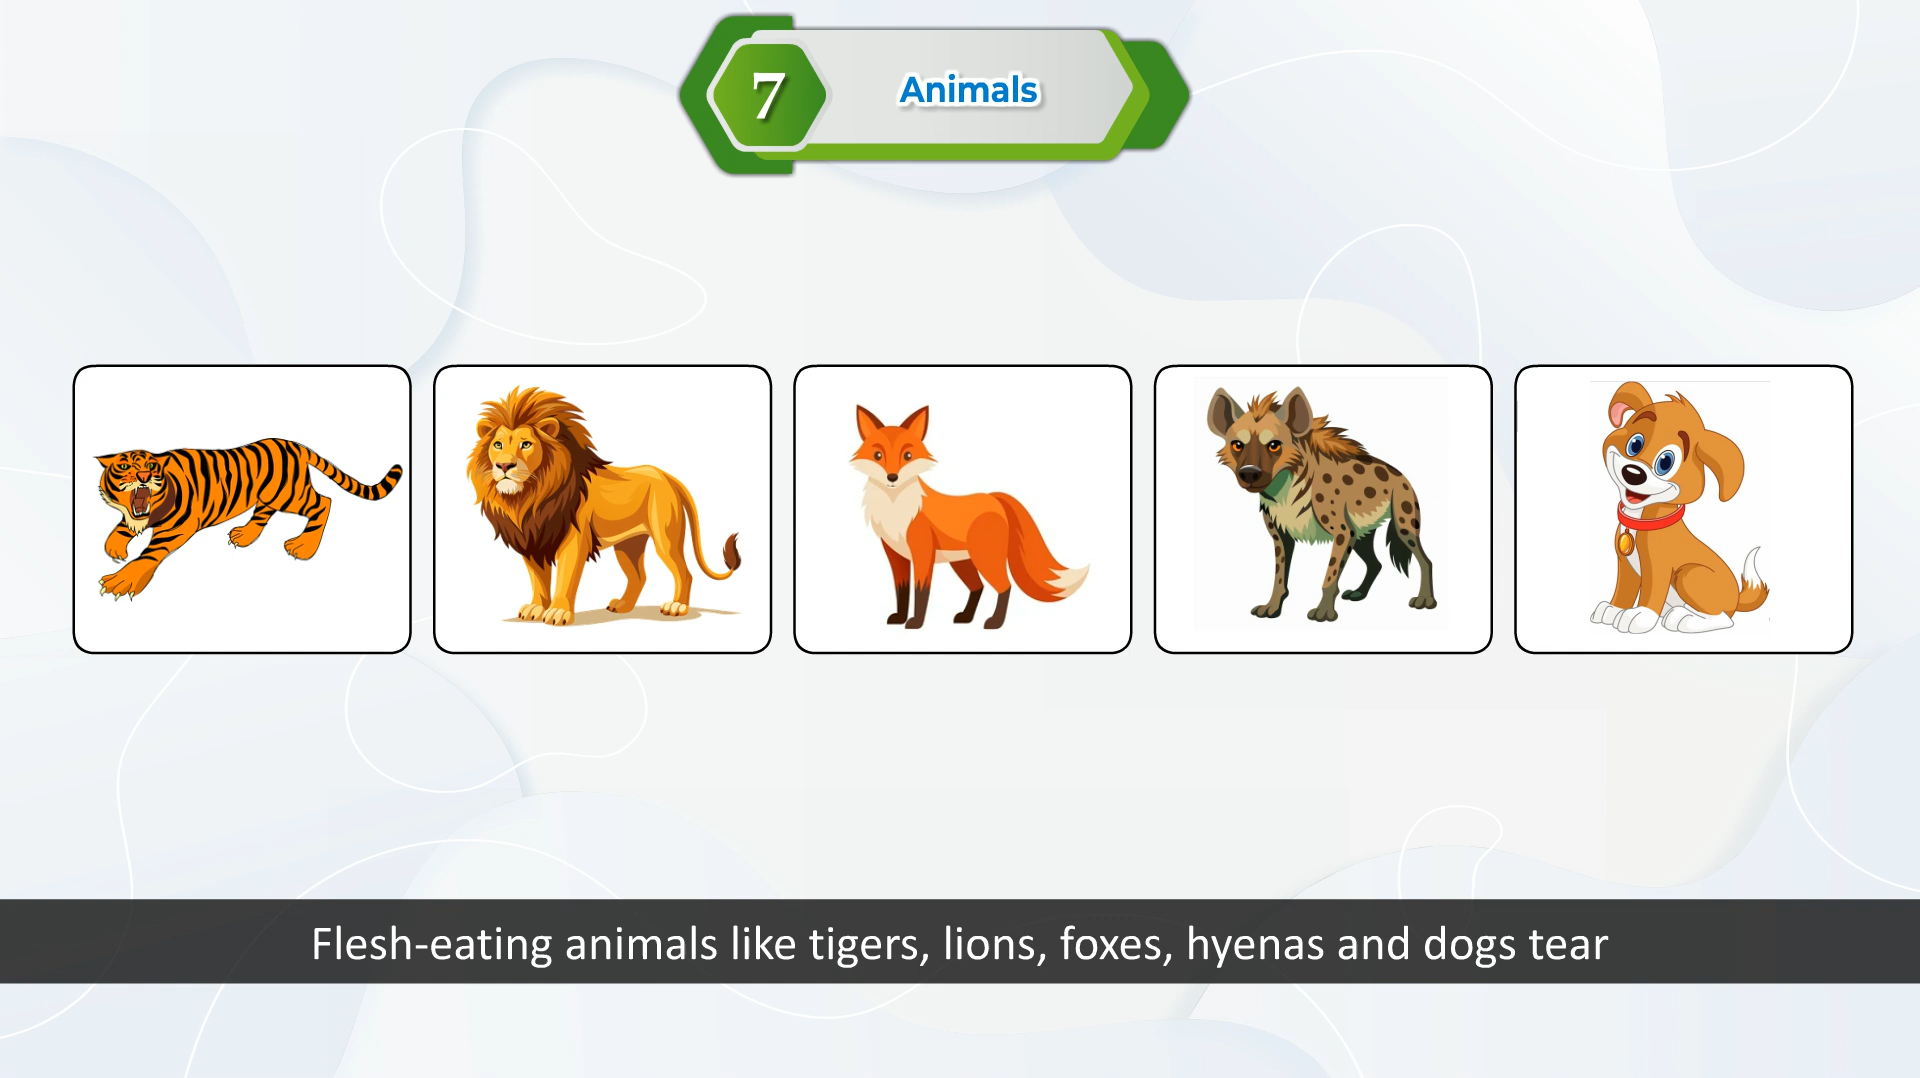 7
Animals
Flesh-eating animals like tigers, lions, foxes, hyenas and dogs tear